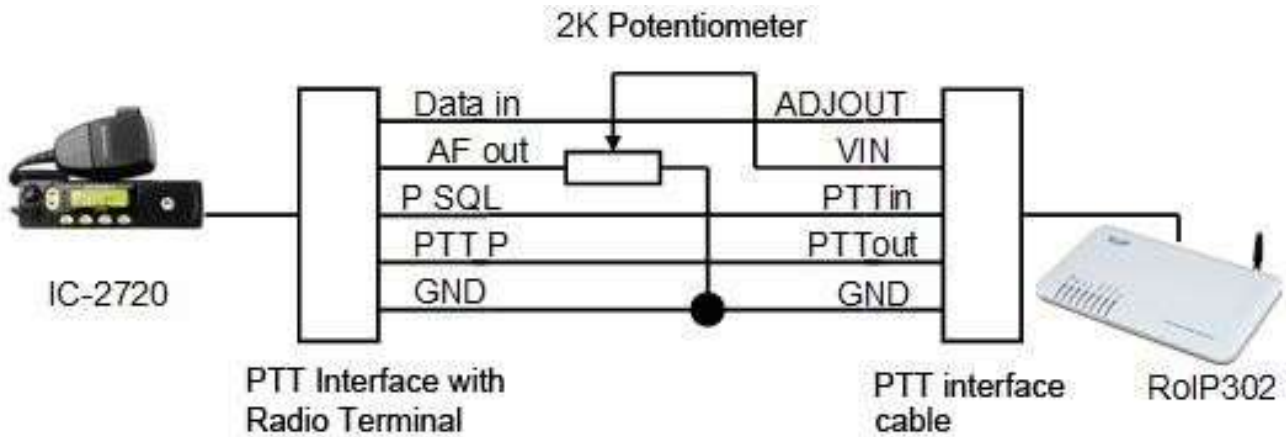 2K Potentiometer
Data in
ADJOUT
AF out
VIN
P SQL
PTTin
PTT P
PTTout
GND
GND
IC-2720
RoIP302
PTT Interface with
Radio Terminal
PTT interface
cable